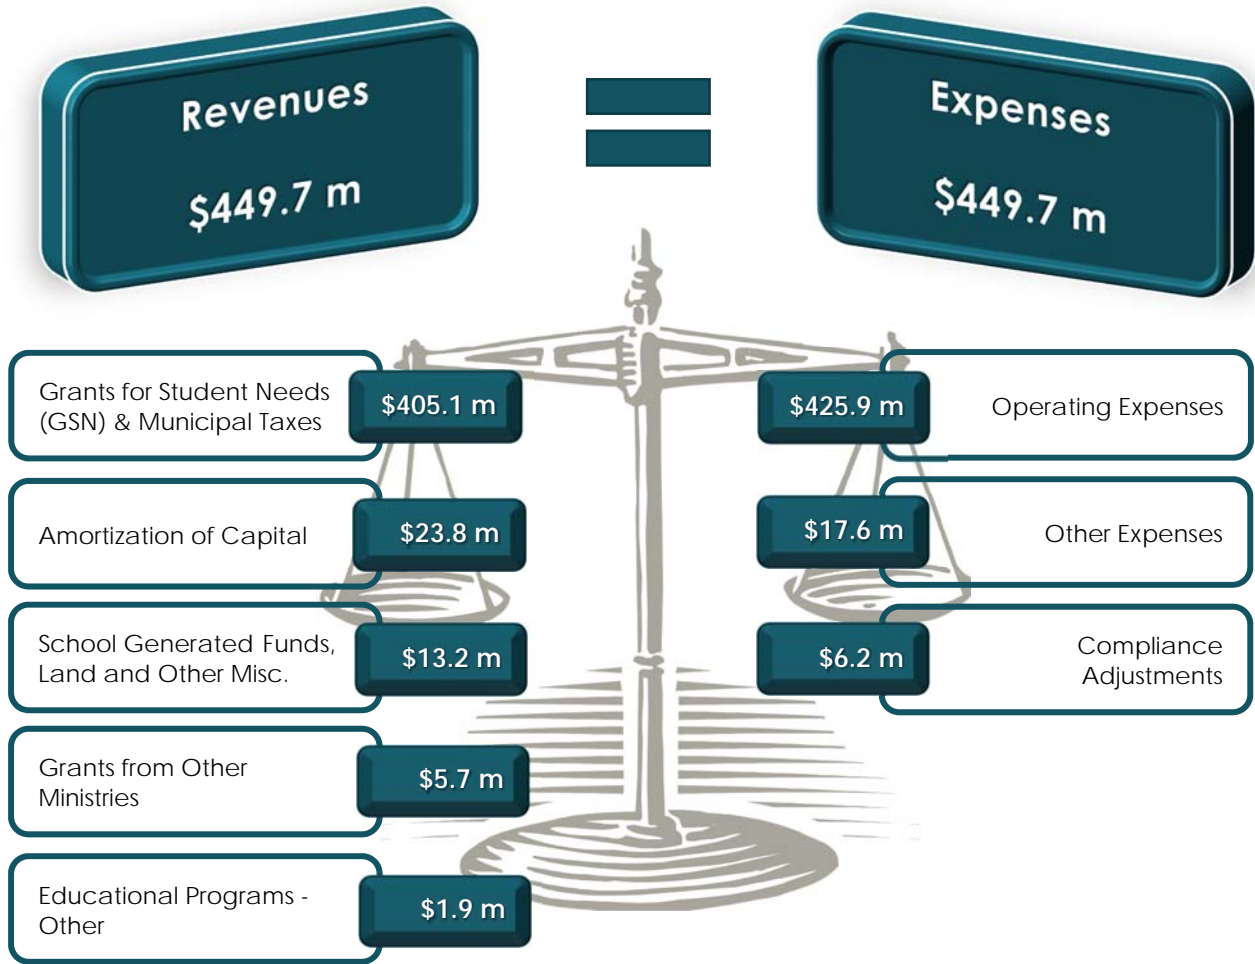 Revenues
$449.7 m
Expenses
$449.7 m
Grants for Student Needs
(GSN) & Municipal Taxes
$405.1 m
Amortization of Capital
$23.8 m
School Generated Funds,
Land and Other Misc.
$13.2 m
Grants from Other
Ministries
$5.7 m
Educational Programs -
Other
$1.9 m
$425.9 m
Operating Expenses
$17.6 m
Other Expenses
$6.2 m
Compliance
Adjustments